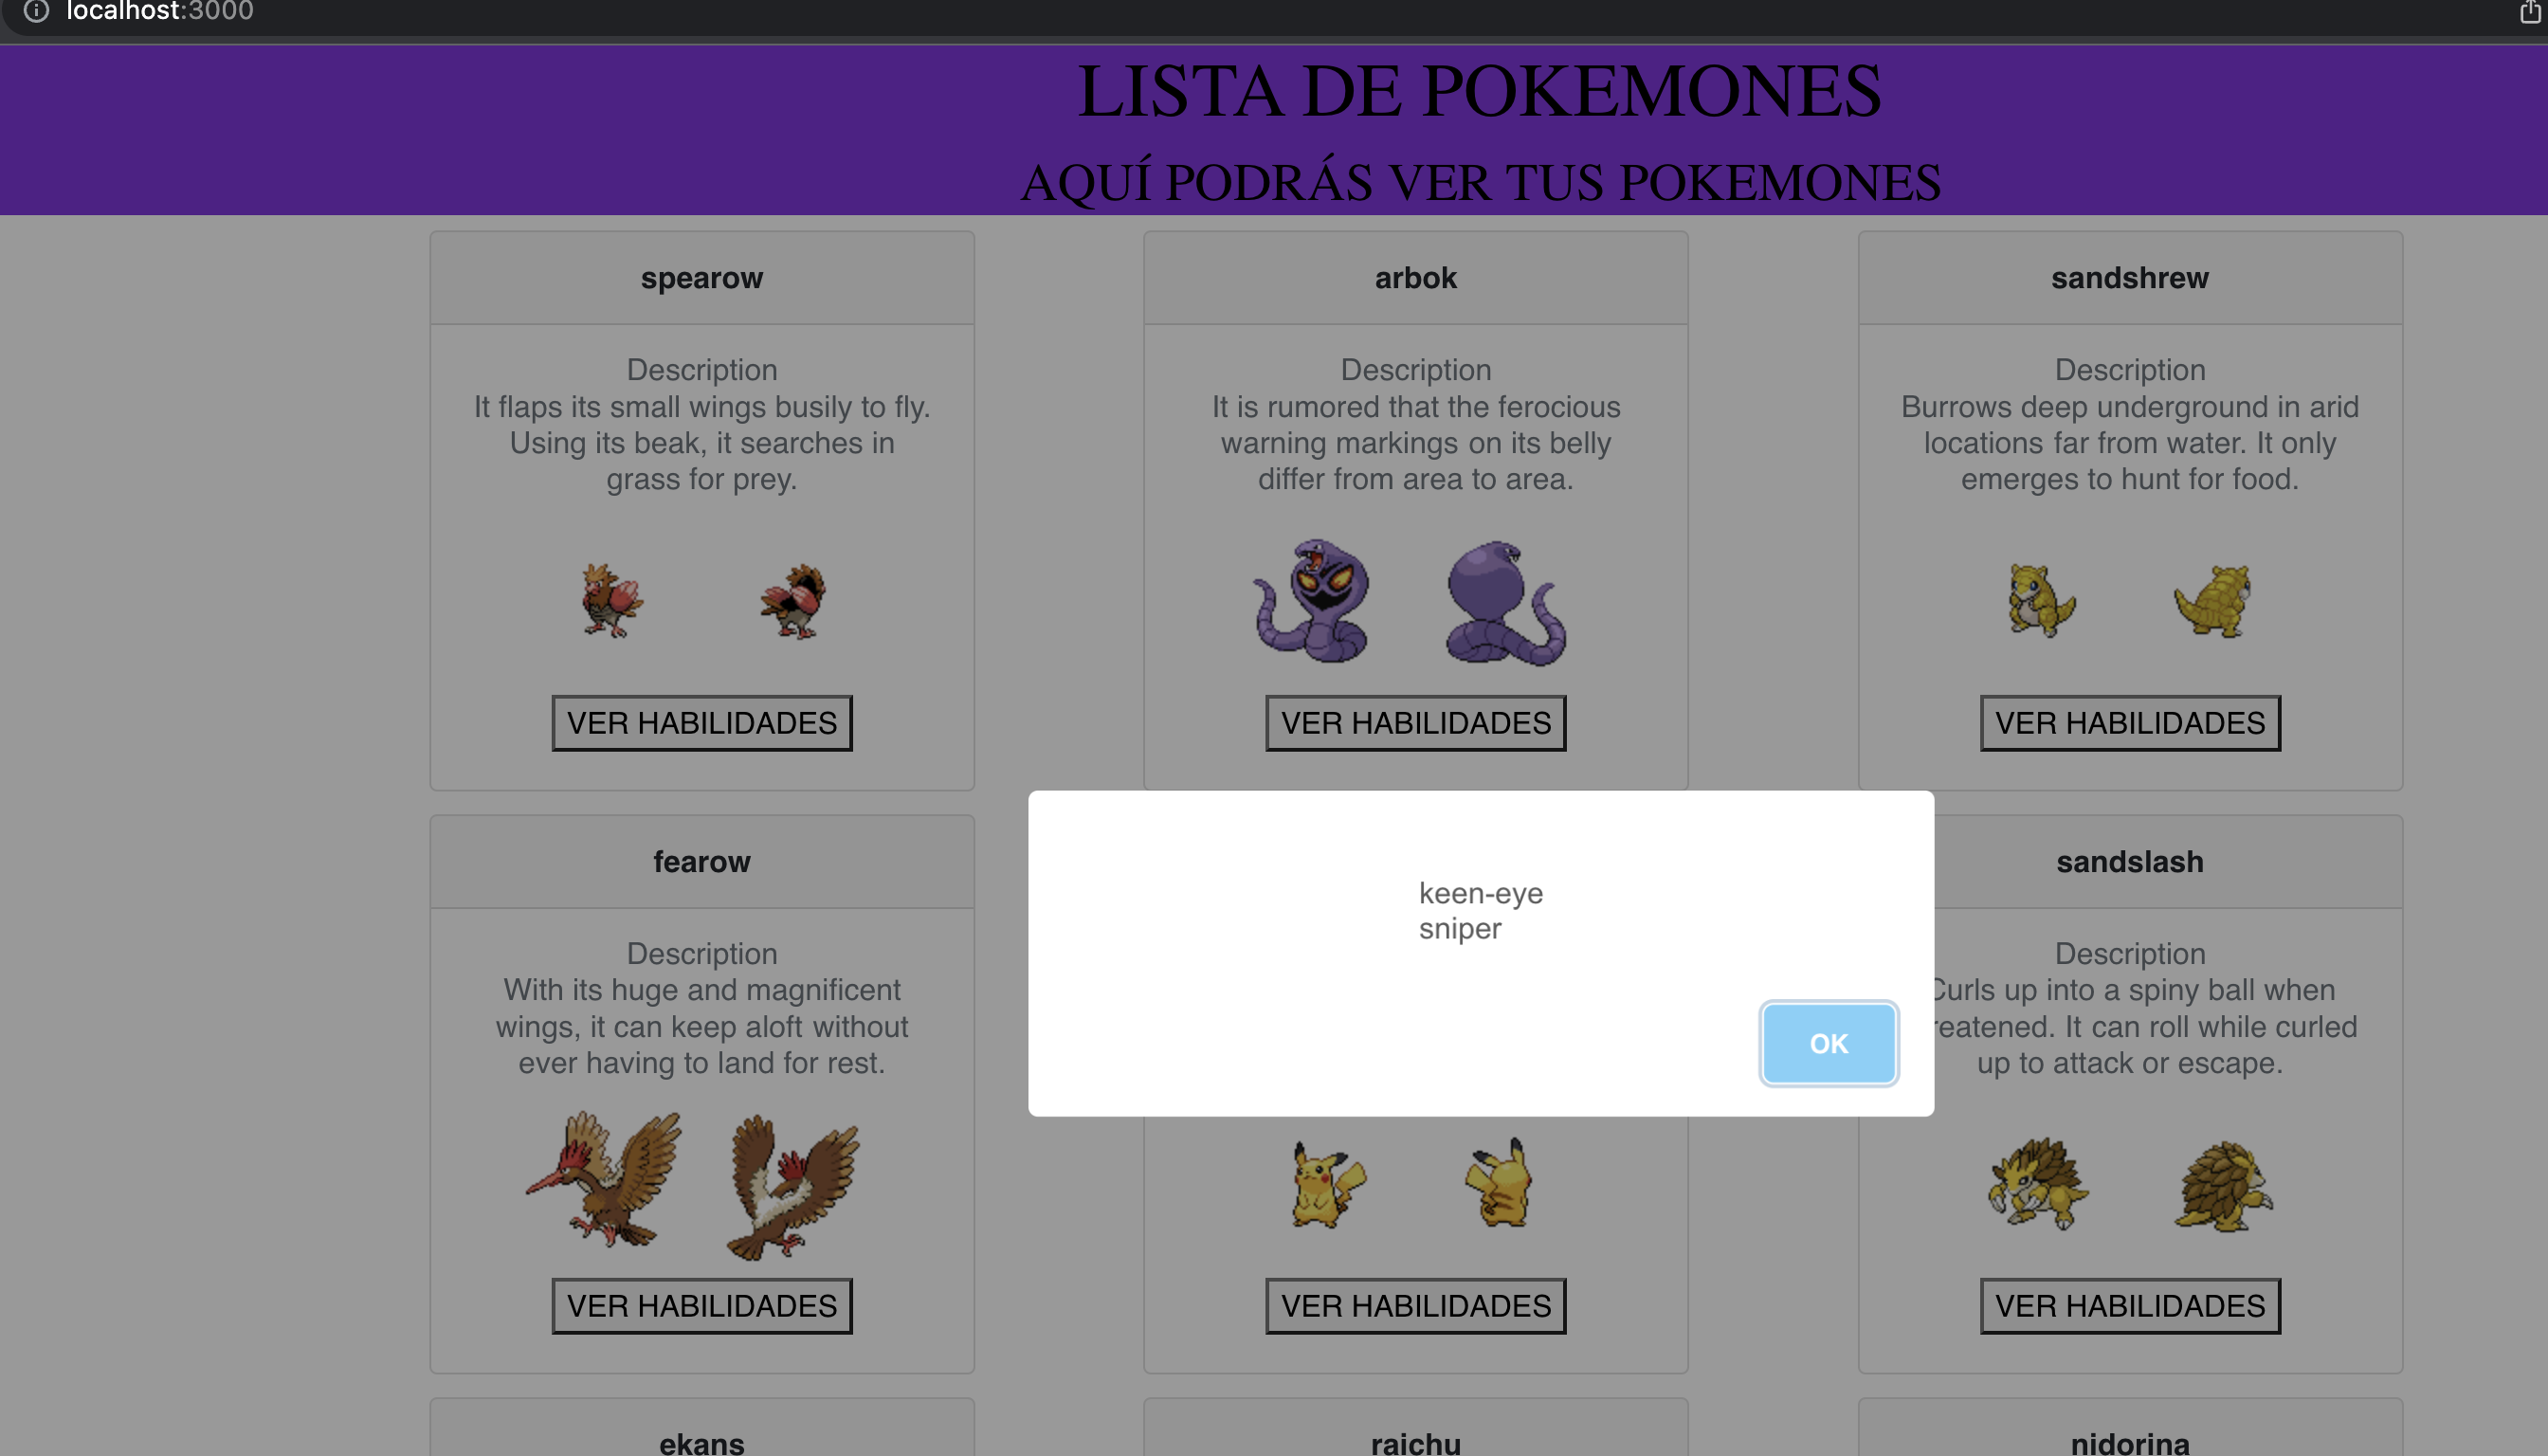 localhost:3000
LISTA DE POKEMONES
AQUÍ PODRÁS VER TUS POKEMONES
spearow
Description
It flaps its small wings busily to fly.
Using its beak, it searches in
grass for prey.
VER HABILIDADES
arbok
Description
It is rumored that the ferocious
warning markings on its belly
differ from area to area.
VER HABILIDADES
sandshrew
Description
Burrows deep underground in arid
locations far from water. It only
emerges to hunt for food.
VER HABILIDADES
fearow
Description
With its huge and magnificent
wings, it can keep aloft without
ever having to land for rest.
VER HABILIDADES
keen-eye
sniper
OK
VER HABILIDADES
sandslash
Description
Curls up into a spiny ball when
reatened. It can roll while curled
up to attack or escape.
VER HABILIDADES
ekans
raichu
nidorina